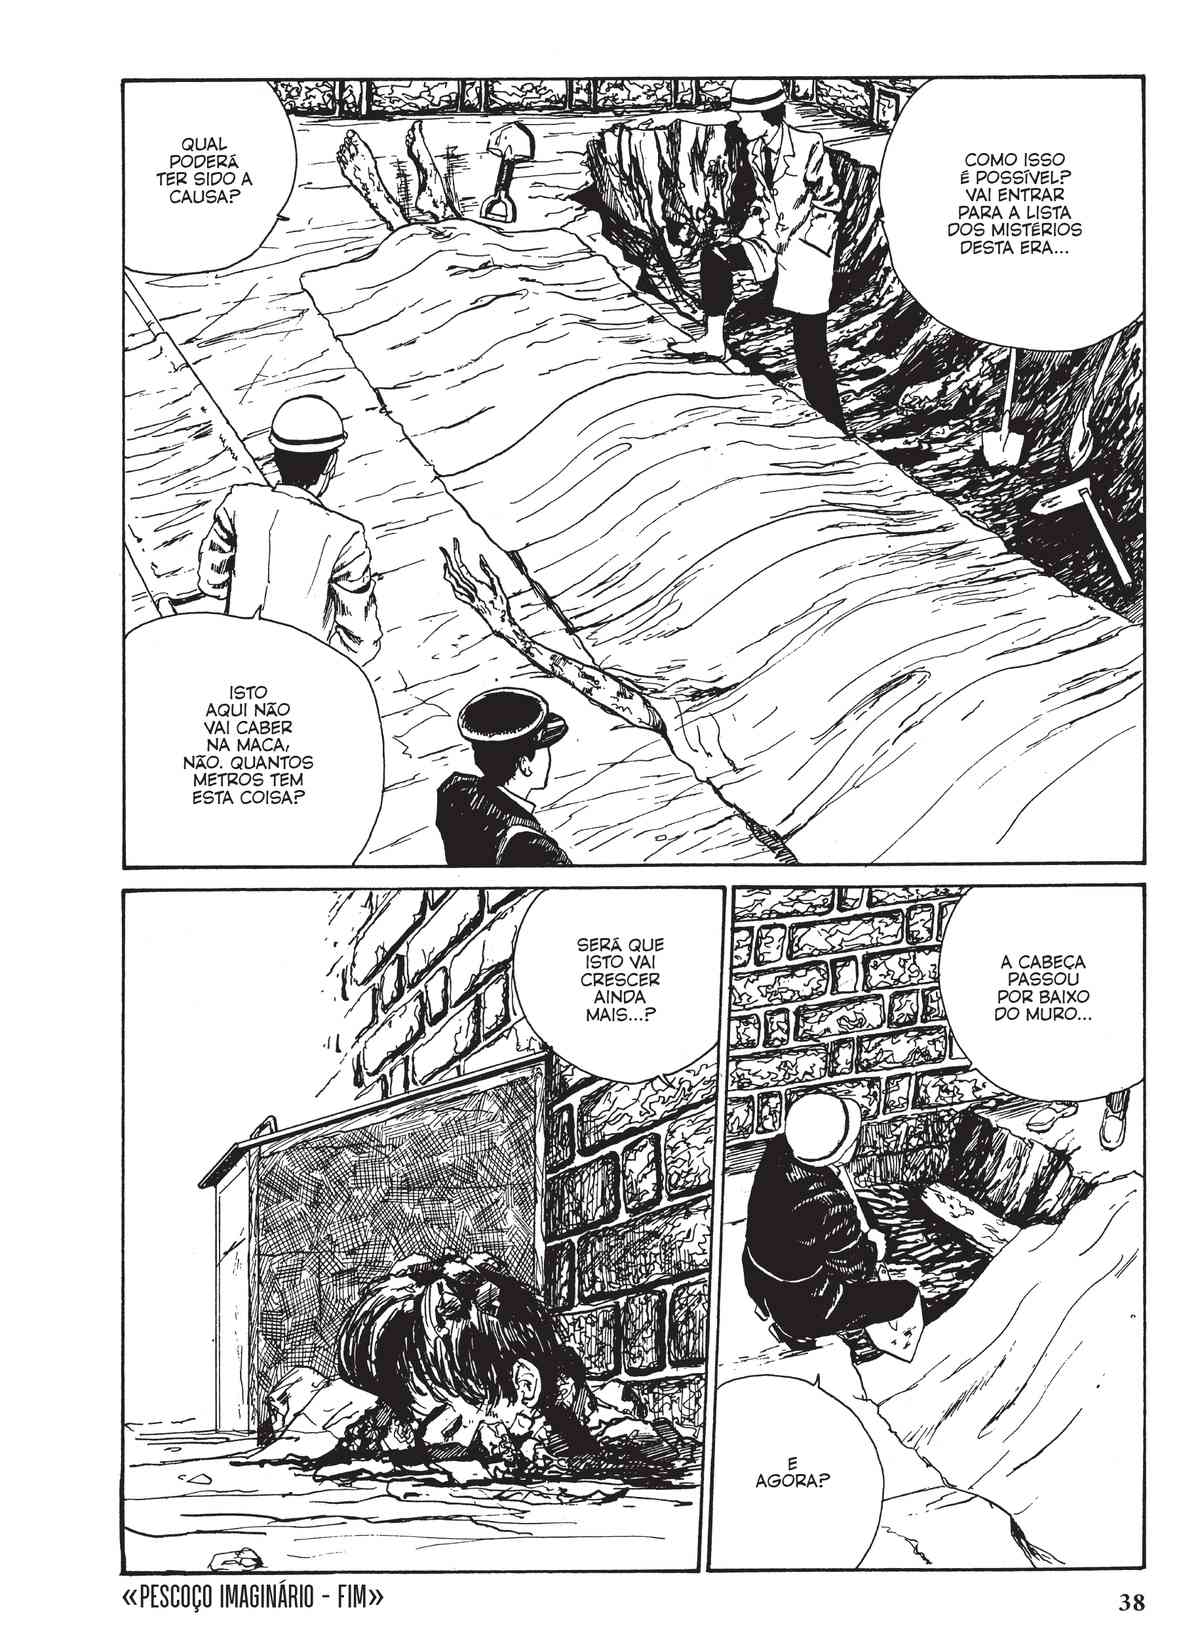 COMO ISSO
É POSSÍVEL?
VAI ENTRAR
PARA A LISTA
DOS MISTÉRIOS
DESTA ERA...
QUAL
PODERÁ
TER SIDO A
CAUSA?
ISTO
AQUI NÃO
VAI CABER
NA MACA,
NÃO. QUANTOS
METROS TEM
ESTA COISA?
A CABEÇA
PASSOU
POR BAIXO
DO MURO...
E
AGORA?
SERÁ QUE
ISTO VAI
CRESCER
AINDA
MAIS...?
«PESCOÇO IMAGINÁRIO - FIM»
38